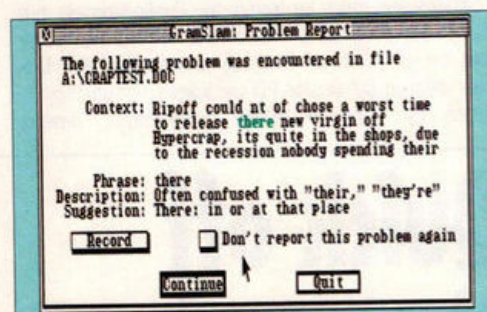 GramSlam: Problem Report
The following problem was encountered in file
A:\CRAPTEST.DOC
Context: Ripoff could nt of chose a worst time
to release there new virgin off
Hypercrap, its quite in the shops, due
to the recession nobody spending their
Phrase: there
Description: Often confused with "their," "they're"
Suggestion: There: in or at that place
Record Don't report this problem again
Continue Quit